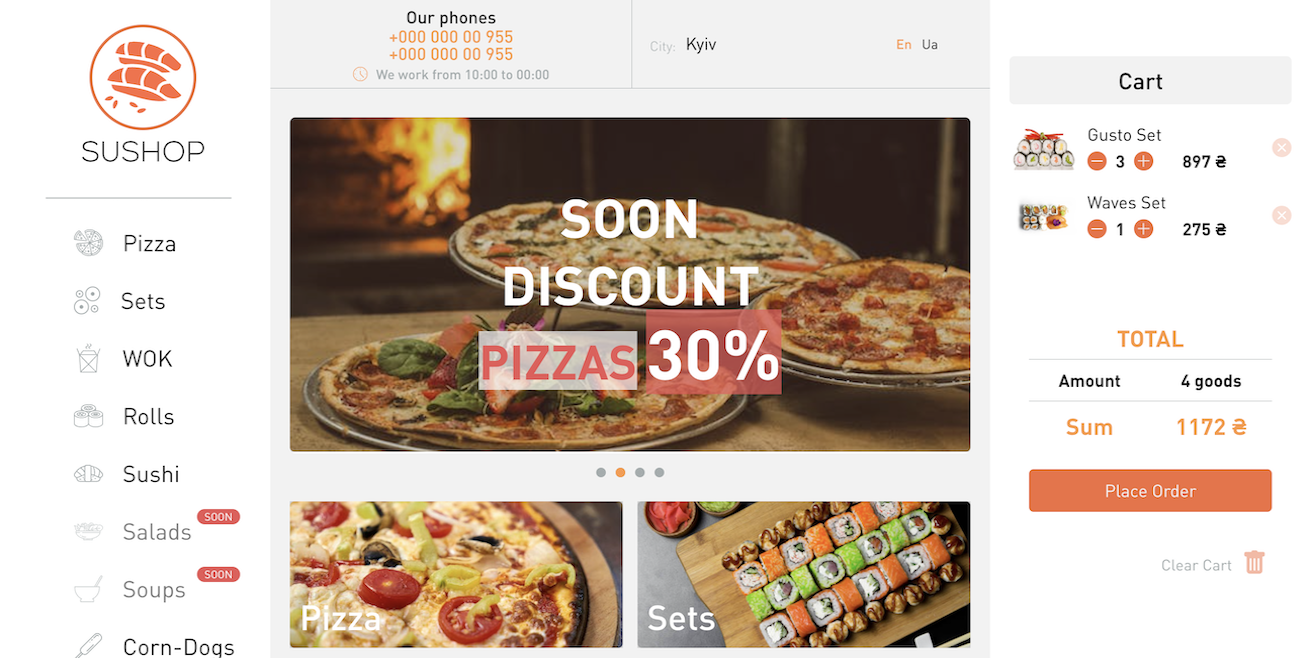 SUSHOP
Pizza
Sets
WOK
Rolls
Sushi
Salads SOON
Soups SOON
Corn-Dogs
Our phones
+000 000 00 955
+000 000 00 955
We work from 10:00 to 00:00
City: Kyiv
En Ua
SOON
DISCOUNT
PIZZAS 30%
Pizza
Sets
Cart
Gusto Set
3 897 ₴
Waves Set
1 275 ₴
TOTAL
Amount 4 goods
Sum 1172 ₴
Place Order
Clear Cart